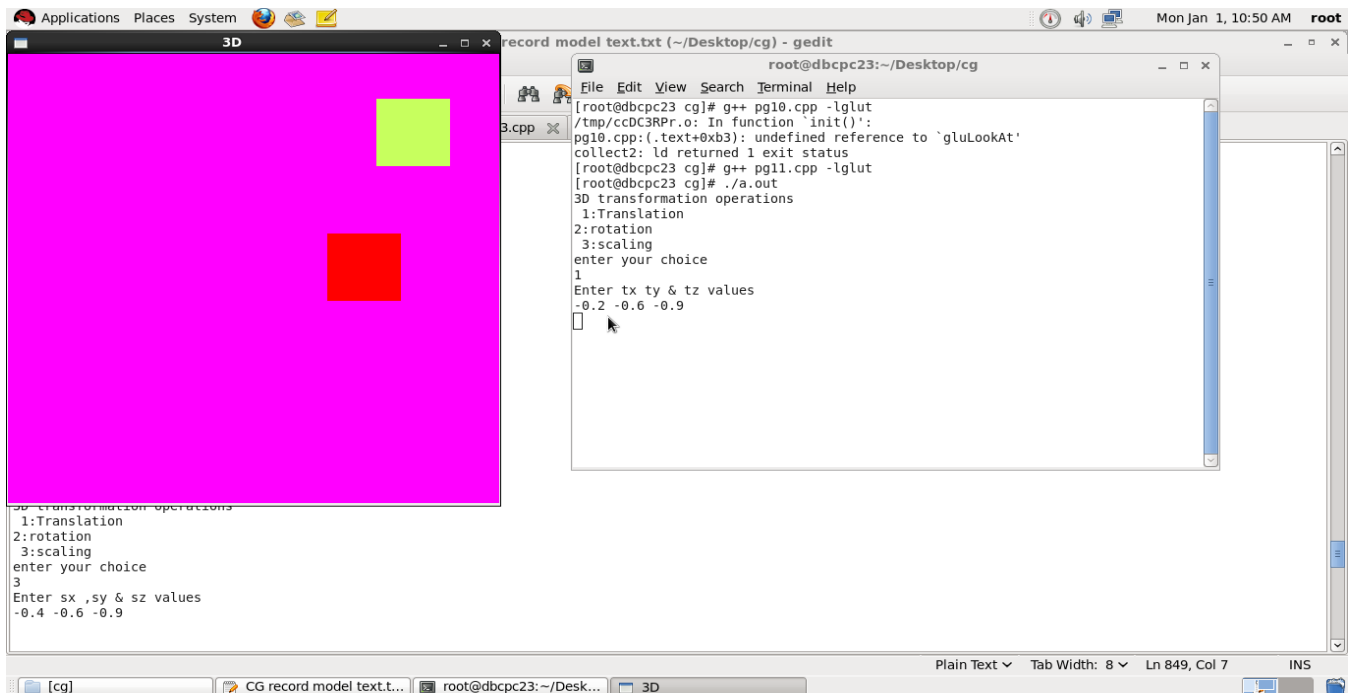 Applications Places System Mon Jan 1, 10:50 AM root
3D
record model text.txt (~/Desktop/cg) - gedit
root@dbcpc23:~/Desktop/cg
File Edit View Search Terminal Help
3.cpp
[root@dbcpc23 cg]# g++ pg10.cpp -lglut
/tmp/ccDC3RPr.o: In function `init()':
pg10.cpp:(.text+0xb3): undefined reference to `gluLookAt'
collect2: ld returned 1 exit status
[root@dbcpc23 cg]# g++ pg11.cpp -lglut
[root@dbcpc23 cg]# ./a.out
3D transformation operations
1:Translation
2:rotation
3:scaling
enter your choice
1
Enter tx ty & tz values
-0.2 -0.6 -0.9
3D transformation operations
1:Translation
2:rotation
3:scaling
enter your choice
3
Enter sx ,sy & sz values
-0.4 -0.6 -0.9
Plain Text Tab Width: 8 Ln 849, Col 7 INS
[cg] CG record model text.t... root@dbcpc23:~/Desk... 3D